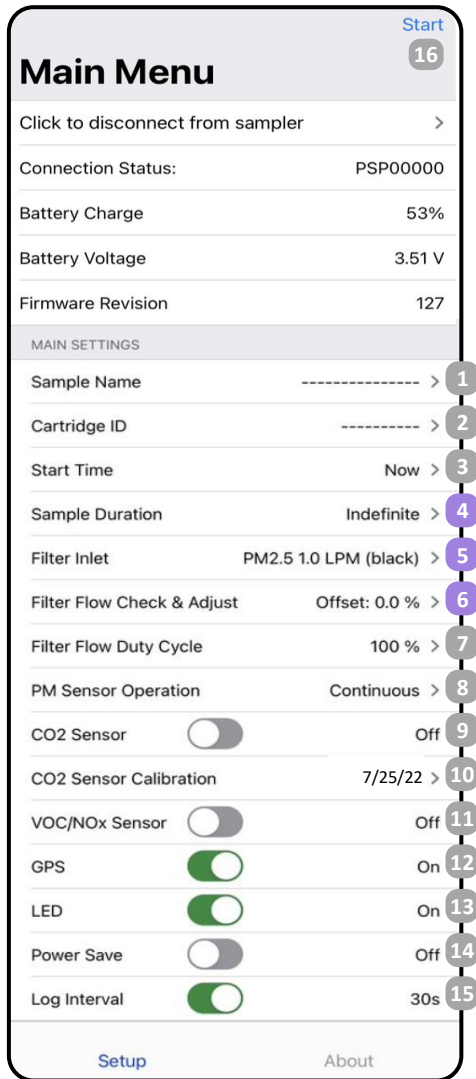 Start
16
Main Menu
Click to disconnect from sampler >
Connection Status: PSP00000
Battery Charge 53%
Battery Voltage 3.51 V
Firmware Revision 127
MAIN SETTINGS
Sample Name --------------- > 1
Cartridge ID ---------- > 2
Start Time Now > 3
Sample Duration Indefinite > 4
Filter Inlet PM2.5 1.0 LPM (black) > 5
Filter Flow Check & Adjust Offset: 0.0 % > 6
Filter Flow Duty Cycle 100 % > 7
PM Sensor Operation Continuous > 8
CO2 Sensor Off 9
CO2 Sensor Calibration 7/25/22 > 10
VOC/NOx Sensor Off 11
GPS On 12
LED On 13
Power Save Off 14
Log Interval 30s 15
Setup About